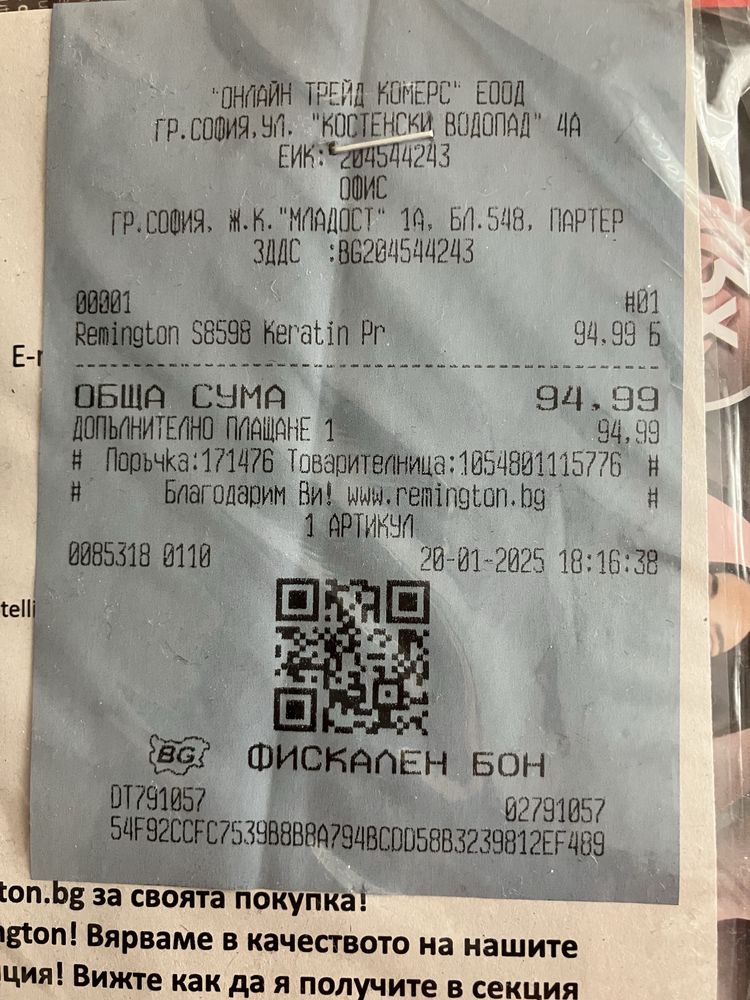 "ОНЛАЙН ТРЕЙД КОМЕРС" ЕООД
ГР.СОФИЯ,УЛ. "КОСТЕНСКИ ВОДОПАД" 4А
ЕИК: 204544243
ОФИС
ГР.СОФИЯ, Ж.К."МЛАДОСТ" 1А, БЛ.548, ПАРТЕР
ЗДДС :BG204544243
00001 #01
Remington S8598 Keratin Pr 94,99 Б
ОБЩА СУМА 94,99
ДОПЪЛНИТЕЛНО ПЛАЩАНЕ 1 94,99
# Поръчка:171476 Товарителница:1054801115776 #
# Благодарим Ви! www.remington.bg #
1 АРТИКУЛ
0085318 0110 20-01-2025 18:16:38
BG ФИСКАЛЕН БОН
DT791057 02791057
54F92CCFC7539B8B8A794BCDD58B3239812EF489
ton.bg за своята покупка!
ngton! Вярваме в качеството на нашите
ция! Вижте как да я получите в секция